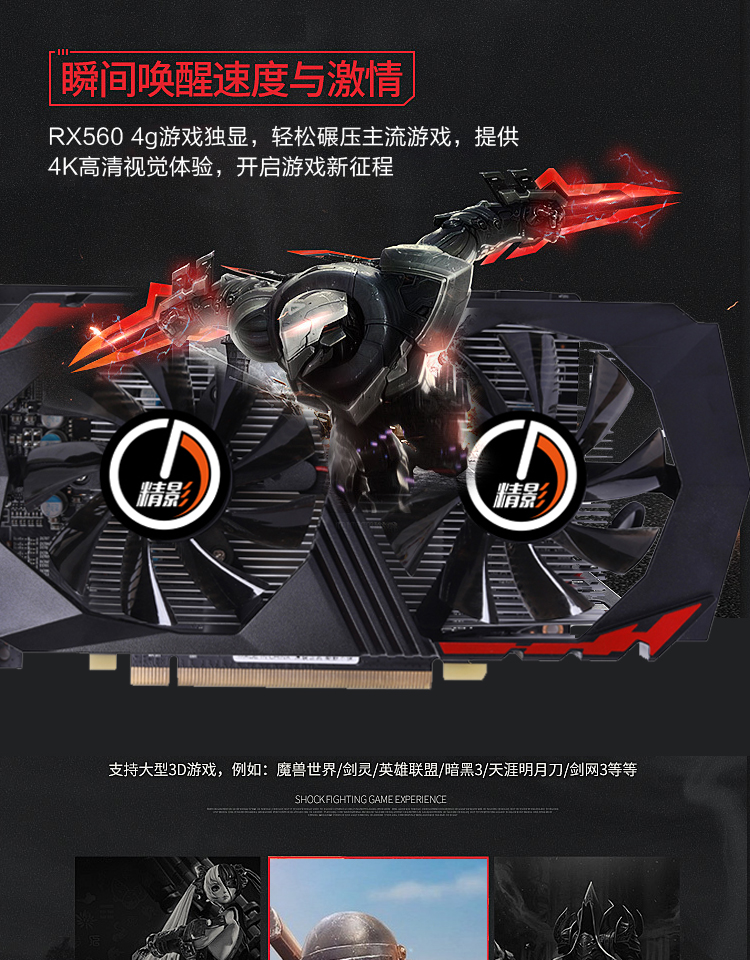 瞬间唤醒速度与激情
RX560 4g游戏独显，轻松碾压主流游戏，提供
4K高清视觉体验，开启游戏新征程
精影
精影
支持大型3D游戏，例如：魔兽世界/剑灵/英雄联盟/暗黑3/天涯明月刀/剑网3等等
SHOCK FIGHTING GAME EXPERIENCE